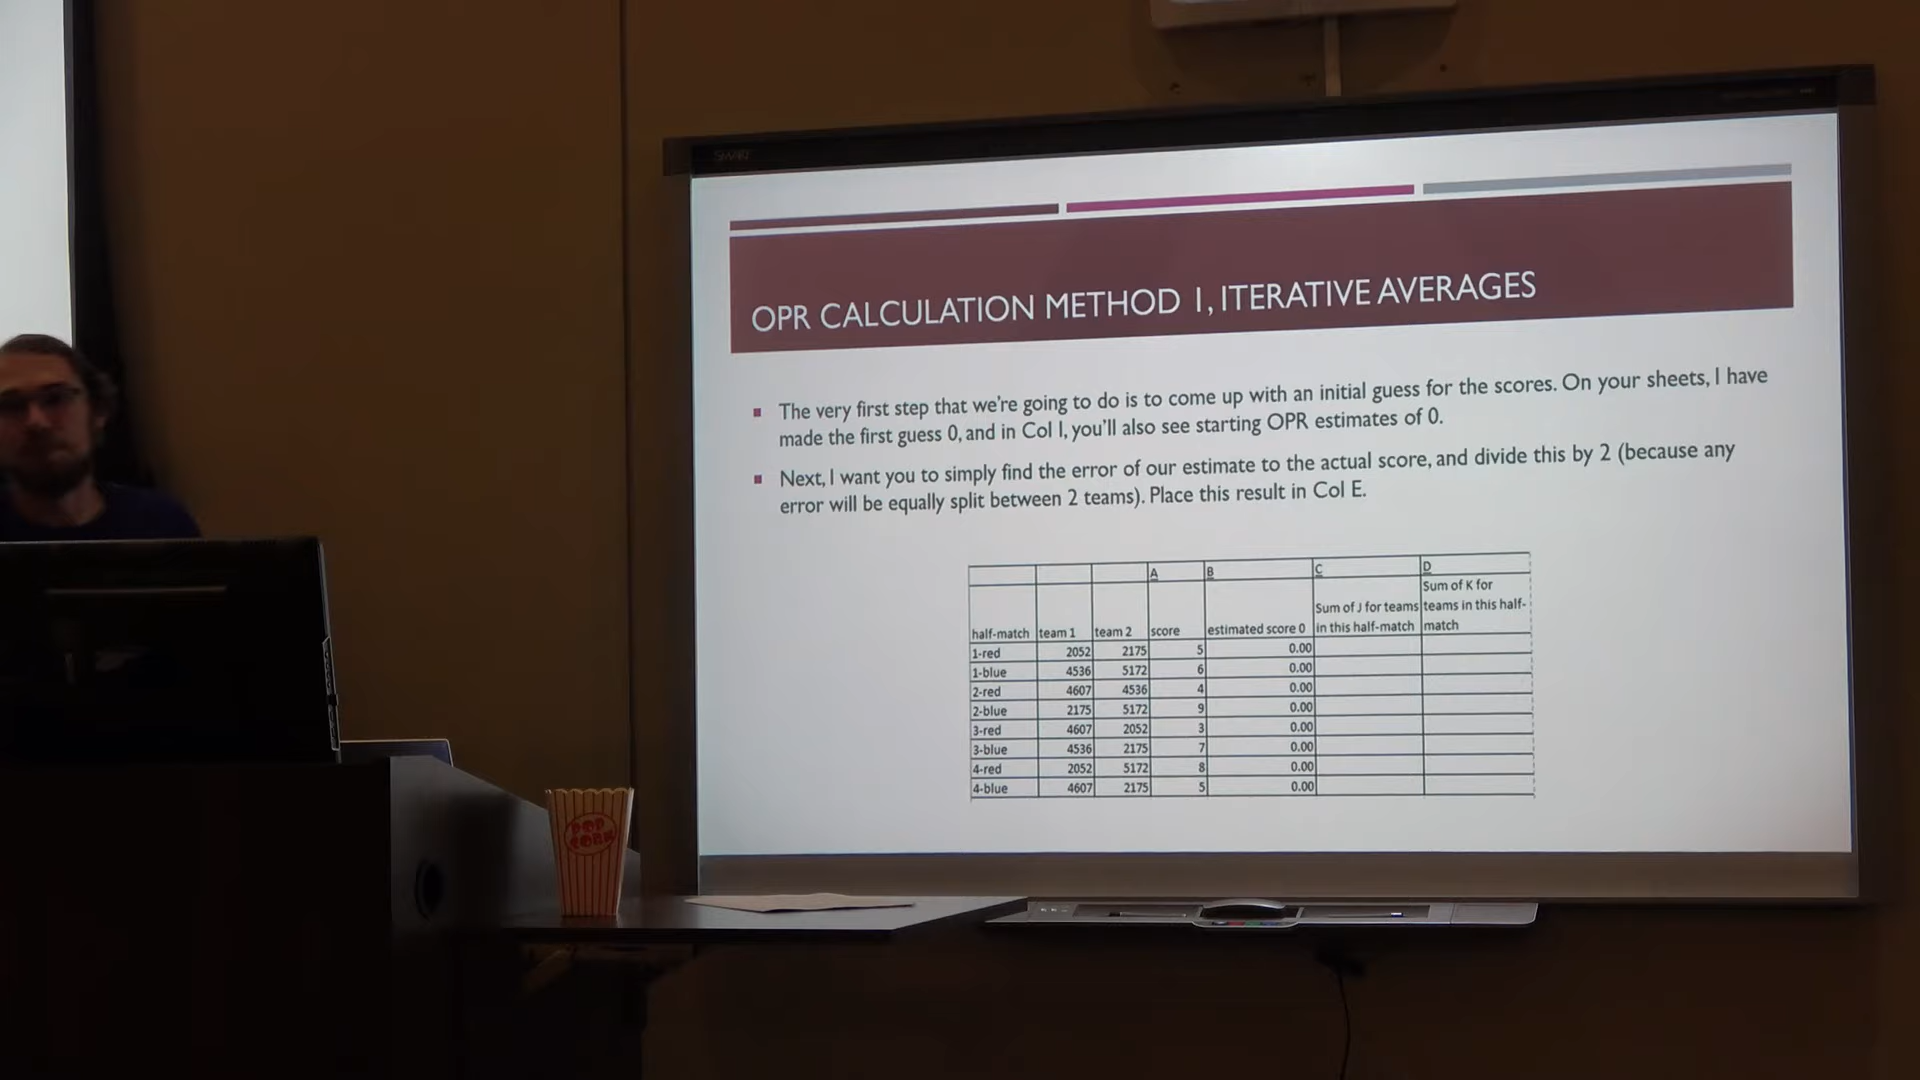 SMART
OPR CALCULATION METHOD 1, ITERATIVE AVERAGES
The very first step that we're going to do is to come up with an initial guess for the scores. On your sheets, I have
made the first guess 0, and in Col I, you'll also see starting OPR estimates of 0.
Next, I want you to simply find the error of our estimate to the actual score, and divide this by 2 (because any
error will be equally split between 2 teams). Place this result in Col E.
A B C D
half-match team 1 team 2 score estimated score 0 Sum of J for teams in this half-match Sum of K for teams in this half-match
1-red 2052 2175 5 0.00
1-blue 4536 5172 6 0.00
2-red 4607 4536 4 0.00
2-blue 2175 5172 9 0.00
3-red 4607 2052 3 0.00
3-blue 4536 2175 7 0.00
4-red 2052 5172 8 0.00
4-blue 4607 2175 5 0.00
POP
CORN